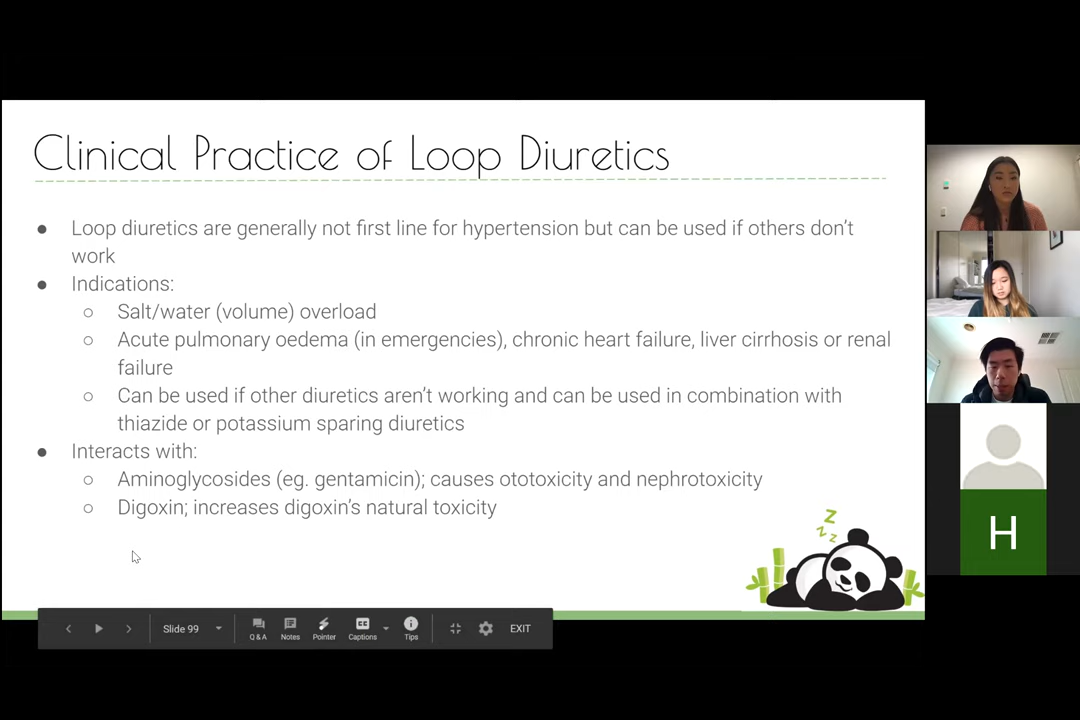 Clinical Practice of Loop Diuretics
● Loop diuretics are generally not first line for hypertension but can be used if others don't
work
● Indications:
○ Salt/water (volume) overload
○ Acute pulmonary oedema (in emergencies), chronic heart failure, liver cirrhosis or renal
failure
○ Can be used if other diuretics aren't working and can be used in combination with
thiazide or potassium sparing diuretics
● Interacts with:
○ Aminoglycosides (eg. gentamicin); causes ototoxicity and nephrotoxicity
○ Digoxin; increases digoxin's natural toxicity
z
z
z z
H
Slide 99
Q & A Notes Pointer Captions Tips EXIT